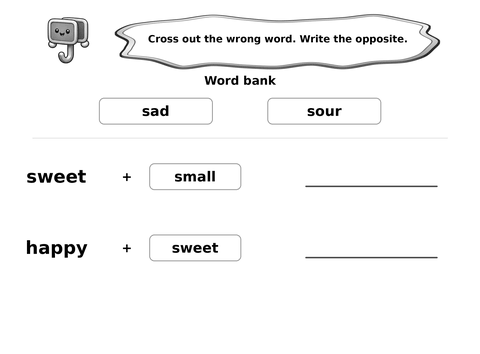 Cross out the wrong word. Write the opposite.
Word bank
sad sour
sweet + small
happy + sweet